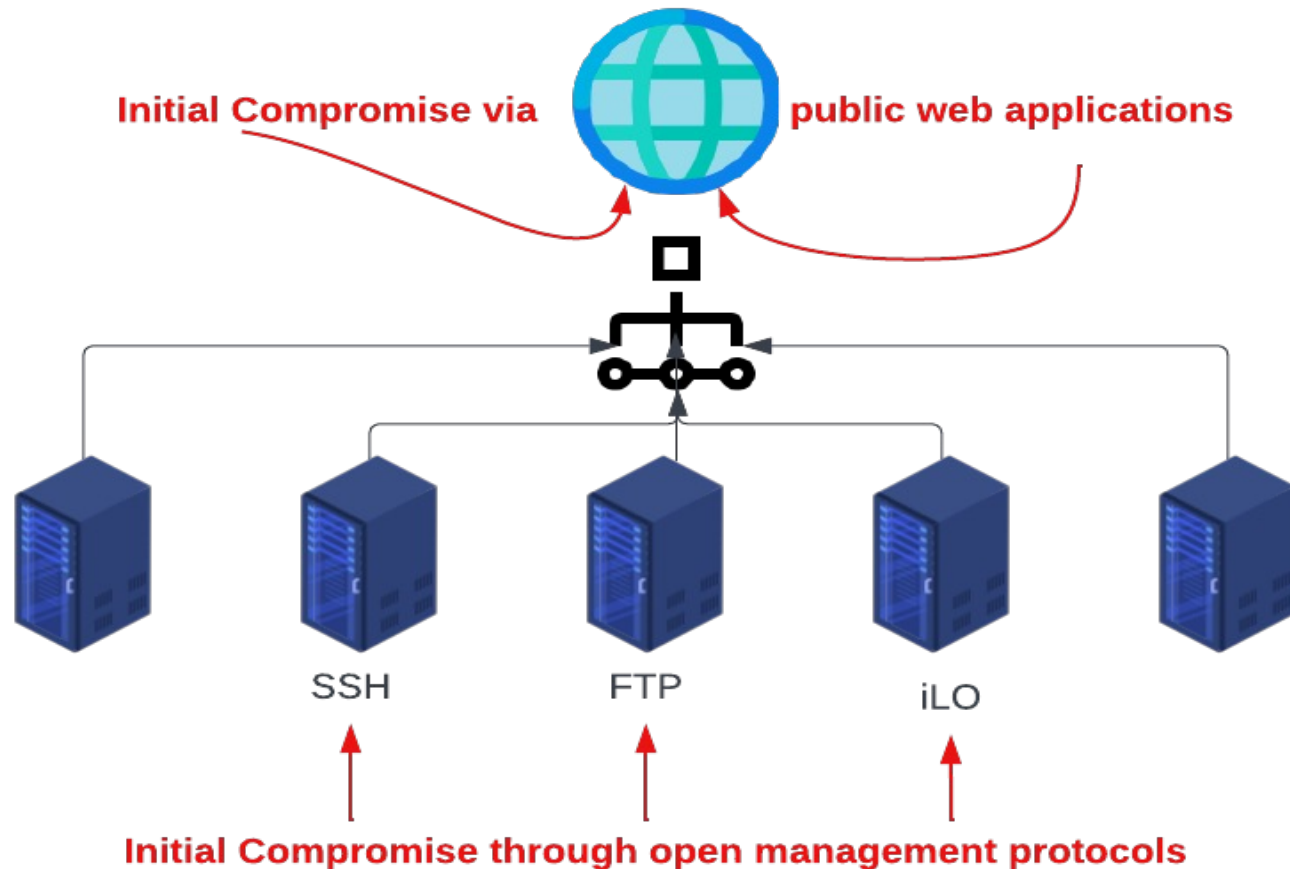 Initial Compromise via public web applications
SSH FTP iLO
Initial Compromise through open management protocols